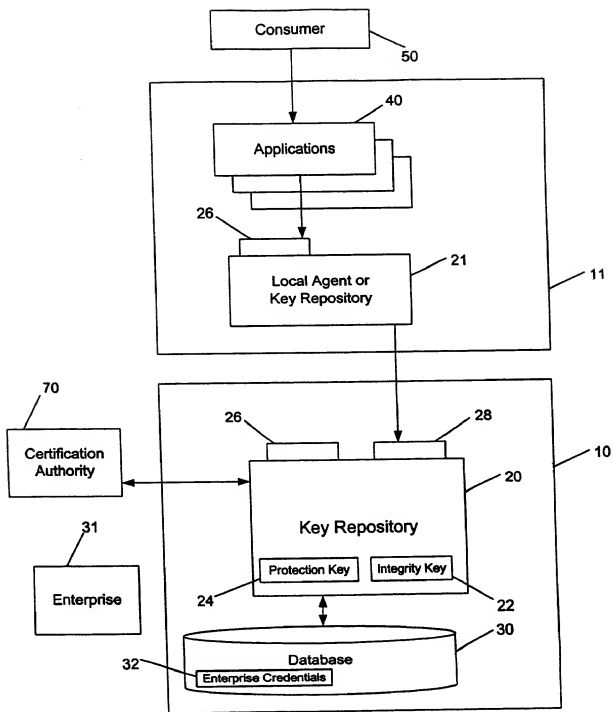 Consumer
50
40
Applications
26
21
Local Agent or
Key Repository
11
70
26
28
Certification
Authority
10
20
Key Repository
31
Protection Key
Integrity Key
24
22
Enterprise
30
Database
32
Enterprise Credentials